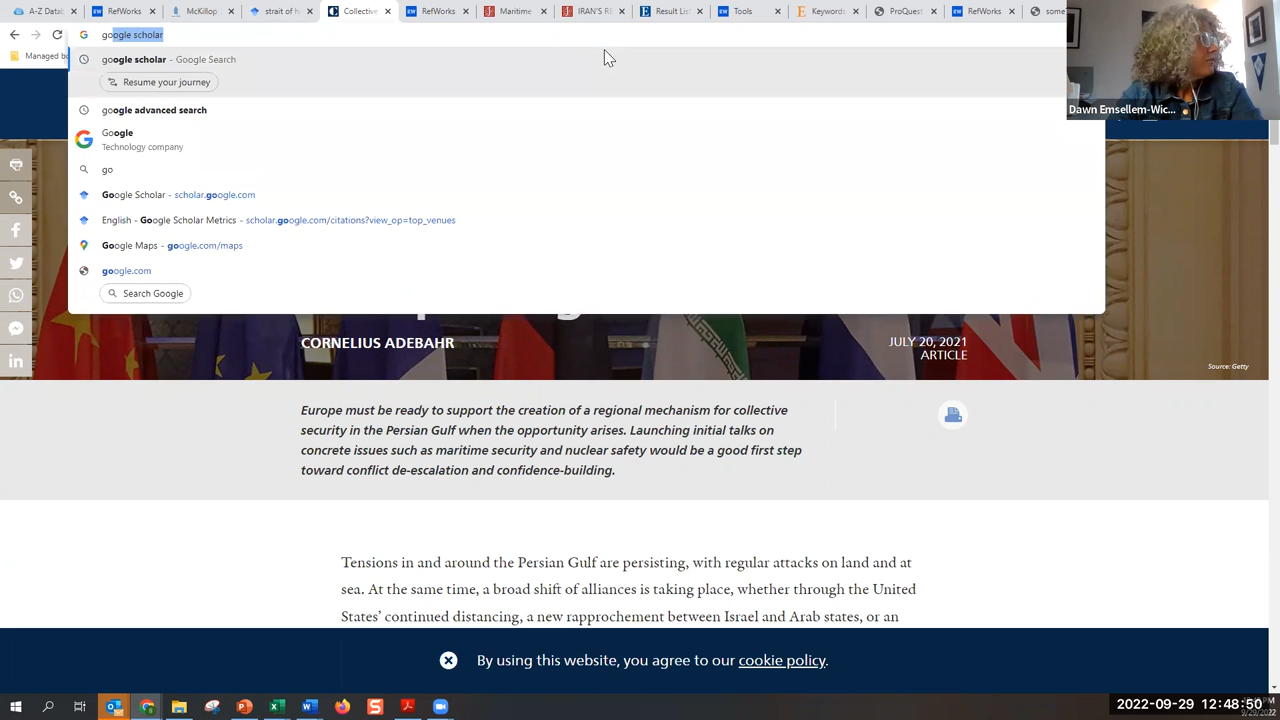 A-Z Datab
RefWorks
McKillop
strait of h
Collective
RefWorks
Maritime
IRAN'S RE
Result List
Tools
Keywords
ProQuest
RefWorks
some
google scholar
Managed bo
google scholar - Google Search
Resume your journey
google advanced search
Google
Technology company
go
Google Scholar - scholar.google.com
English - Google Scholar Metrics - scholar.google.com/citations?view_op=top_venues
Google Maps - google.com/maps
google.com
Search Google
Dawn Emsellem-Wic...
CORNELIUS ADEBAHR
JULY 20, 2021
ARTICLE
Source: Getty
Europe must be ready to support the creation of a regional mechanism for collective
security in the Persian Gulf when the opportunity arises. Launching initial talks on
concrete issues such as maritime security and nuclear safety would be a good first step
toward conflict de-escalation and confidence-building.
Tensions in and around the Persian Gulf are persisting, with regular attacks on land and at
sea. At the same time, a broad shift of alliances is taking place, whether through the United
States' continued distancing, a new rapprochement between Israel and Arab states, or an
By using this website, you agree to our cookie policy.
2022-09-29 12:48:50